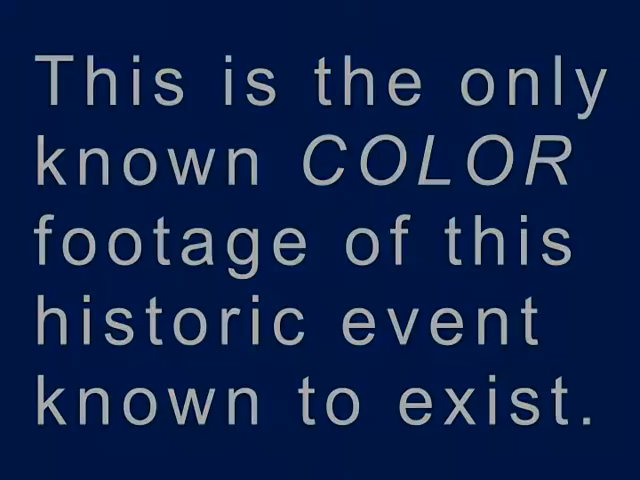 This is the only
known COLOR
footage of this
historic event
known to exist.